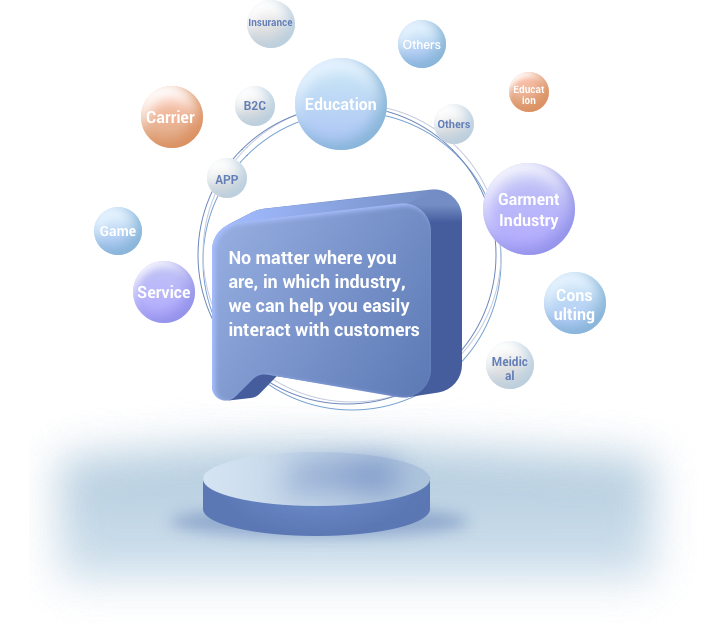 Insurance
Others
Education
B2C
Educat
ion
Carrier
Others
APP
Garment
Industry
Game
No matter where you
are, in which industry,
we can help you easily
interact with customers
Service
Cons
ulting
Meidic
al